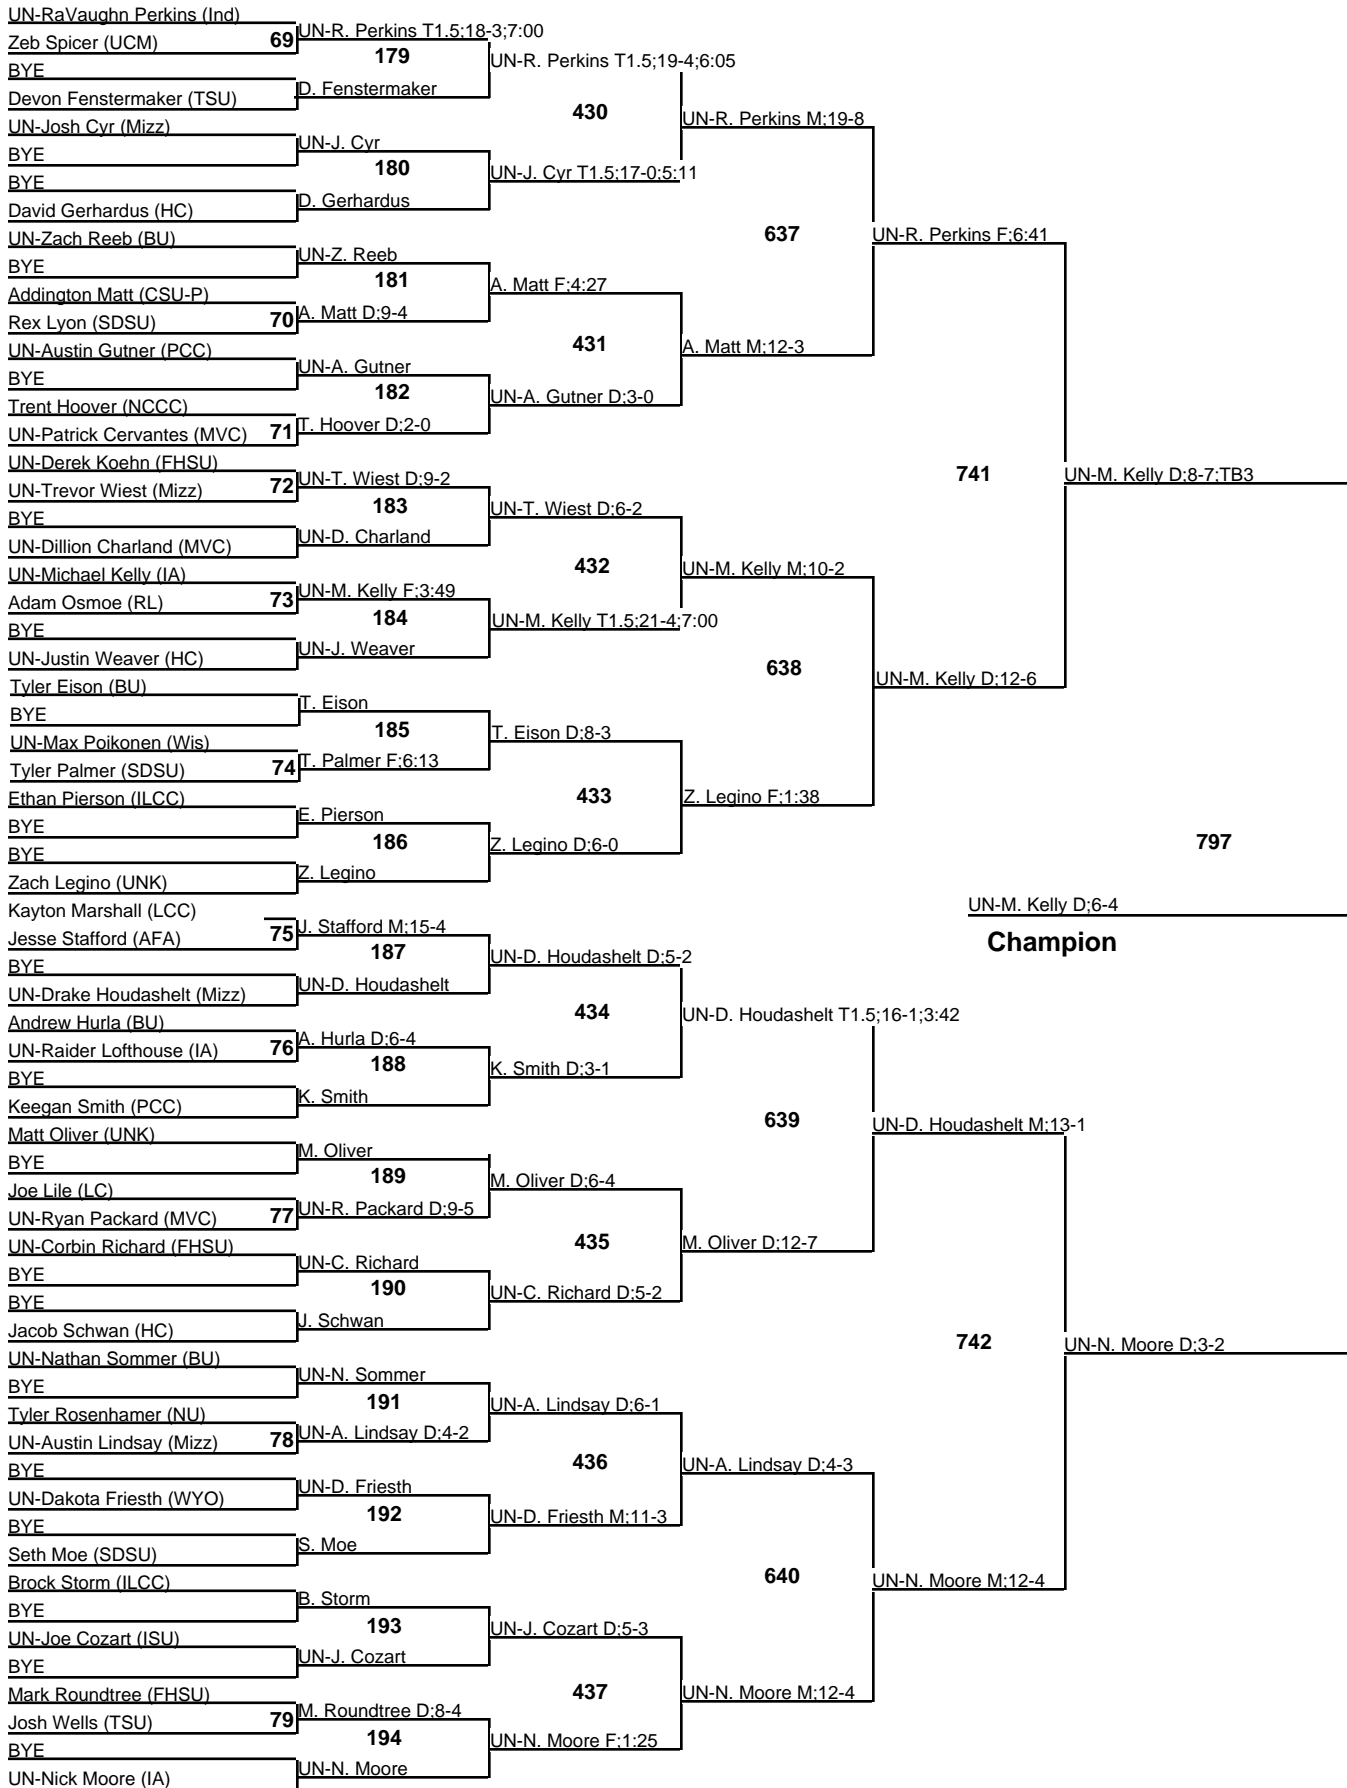 UN-RaVaughn Perkins (Ind)
Zeb Spicer (UCM)
BYE
Devon Fenstermaker (TSU)
UN-Josh Cyr (Mizz)
BYE
BYE
David Gerhardus (HC)
UN-Zach Reeb (BU)
BYE
Addington Matt (CSU-P)
Rex Lyon (SDSU)
UN-Austin Gutner (PCC)
BYE
Trent Hoover (NCCC)
UN-Patrick Cervantes (MVC)
UN-Derek Koehn (FHSU)
UN-Trevor Wiest (Mizz)
BYE
UN-Dillion Charland (MVC)
UN-Michael Kelly (IA)
Adam Osmoe (RL)
BYE
UN-Justin Weaver (HC)
Tyler Eison (BU)
BYE
UN-Max Poikonen (Wis)
Tyler Palmer (SDSU)
Ethan Pierson (ILCC)
BYE
BYE
Zach Legino (UNK)
Kayton Marshall (LCC)
Jesse Stafford (AFA)
BYE
UN-Drake Houdashelt (Mizz)
Andrew Hurla (BU)
UN-Raider Lofthouse (IA)
BYE
Keegan Smith (PCC)
Matt Oliver (UNK)
BYE
Joe Lile (LC)
UN-Ryan Packard (MVC)
UN-Corbin Richard (FHSU)
BYE
BYE
Jacob Schwan (HC)
UN-Nathan Sommer (BU)
BYE
Tyler Rosenhamer (NU)
UN-Austin Lindsay (Mizz)
BYE
UN-Dakota Friesth (WYO)
BYE
Seth Moe (SDSU)
Brock Storm (ILCC)
BYE
UN-Joe Cozart (ISU)
BYE
Mark Roundtree (FHSU)
Josh Wells (TSU)
BYE
UN-Nick Moore (IA)
69
70
71
72
73
74
75
76
77
78
79
UN-R. Perkins T1.5;18-3;7:00
179
D. Fenstermaker
UN-J. Cyr
180
D. Gerhardus
UN-Z. Reeb
181
A. Matt D;9-4
UN-A. Gutner
182
T. Hoover D;2-0
UN-T. Wiest D;9-2
183
UN-D. Charland
UN-M. Kelly F;3:49
184
UN-J. Weaver
T. Eison
185
T. Palmer F;6:13
E. Pierson
186
Z. Legino
J. Stafford M;15-4
187
UN-D. Houdashelt
A. Hurla D;6-4
188
K. Smith
M. Oliver
189
UN-R. Packard D;9-5
UN-C. Richard
190
J. Schwan
UN-N. Sommer
191
UN-A. Lindsay D;4-2
UN-D. Friesth
192
S. Moe
B. Storm
193
UN-J. Cozart
M. Roundtree D;8-4
194
UN-N. Moore
UN-R. Perkins T1.5;19-4;6:05
430
UN-J. Cyr T1.5;17-0;5:11
A. Matt F;4:27
431
UN-A. Gutner D;3-0
UN-T. Wiest D;6-2
432
UN-M. Kelly T1.5;21-4;7:00
T. Eison D;8-3
433
Z. Legino D;6-0
UN-D. Houdashelt D;5-2
434
K. Smith D;3-1
M. Oliver D;6-4
435
UN-C. Richard D;5-2
UN-A. Lindsay D;6-1
436
UN-D. Friesth M;11-3
UN-J. Cozart D;5-3
437
UN-N. Moore F;1:25
UN-R. Perkins M;19-8
637
A. Matt M;12-3
UN-M. Kelly M;10-2
638
Z. Legino F;1:38
UN-D. Houdashelt T1.5;16-1;3:42
639
M. Oliver D;12-7
UN-A. Lindsay D;4-3
640
UN-N. Moore M;12-4
UN-R. Perkins F;6:41
741
UN-M. Kelly D;12-6
UN-D. Houdashelt M;13-1
742
UN-N. Moore M;12-4
UN-M. Kelly D;8-7;TB3
797
UN-N. Moore D;3-2
UN-M. Kelly D;6-4
Champion